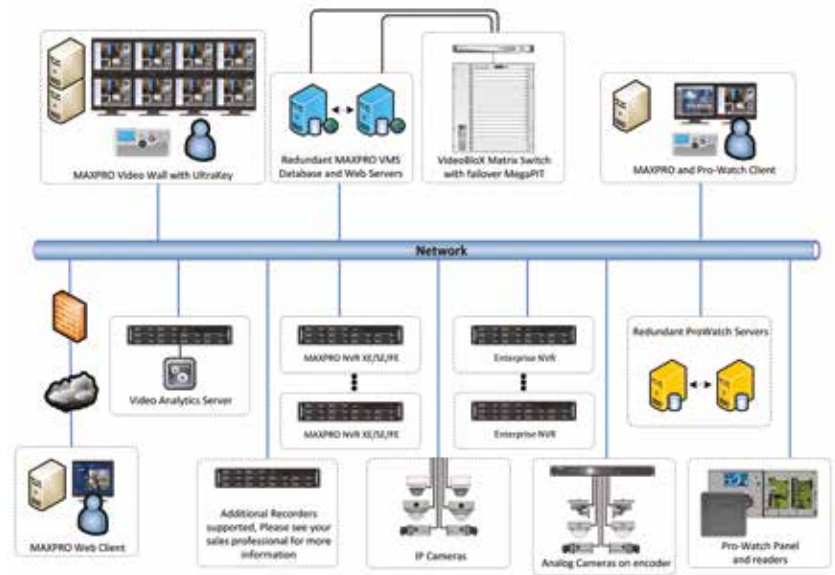 MAXPRO Video Wall with UltraKey
Redundant MAXPRO VMS
Database and Web Servers
VideoBloX Matrix Switch
with failover MegaPIT
MAXPRO and Pro-Watch Client
Network
Video Analytics Server
MAXPRO NVR XE/SE/PE
MAXPRO NVR XE/SE/PE
Enterprise NVR
Enterprise NVR
Redundant ProWatch Servers
MAXPRO Web Client
Additional Recorders
supported, Please see your
sales professional for more
information
IP Cameras
Analog Cameras on encoder
Pro-Watch Panel
and readers